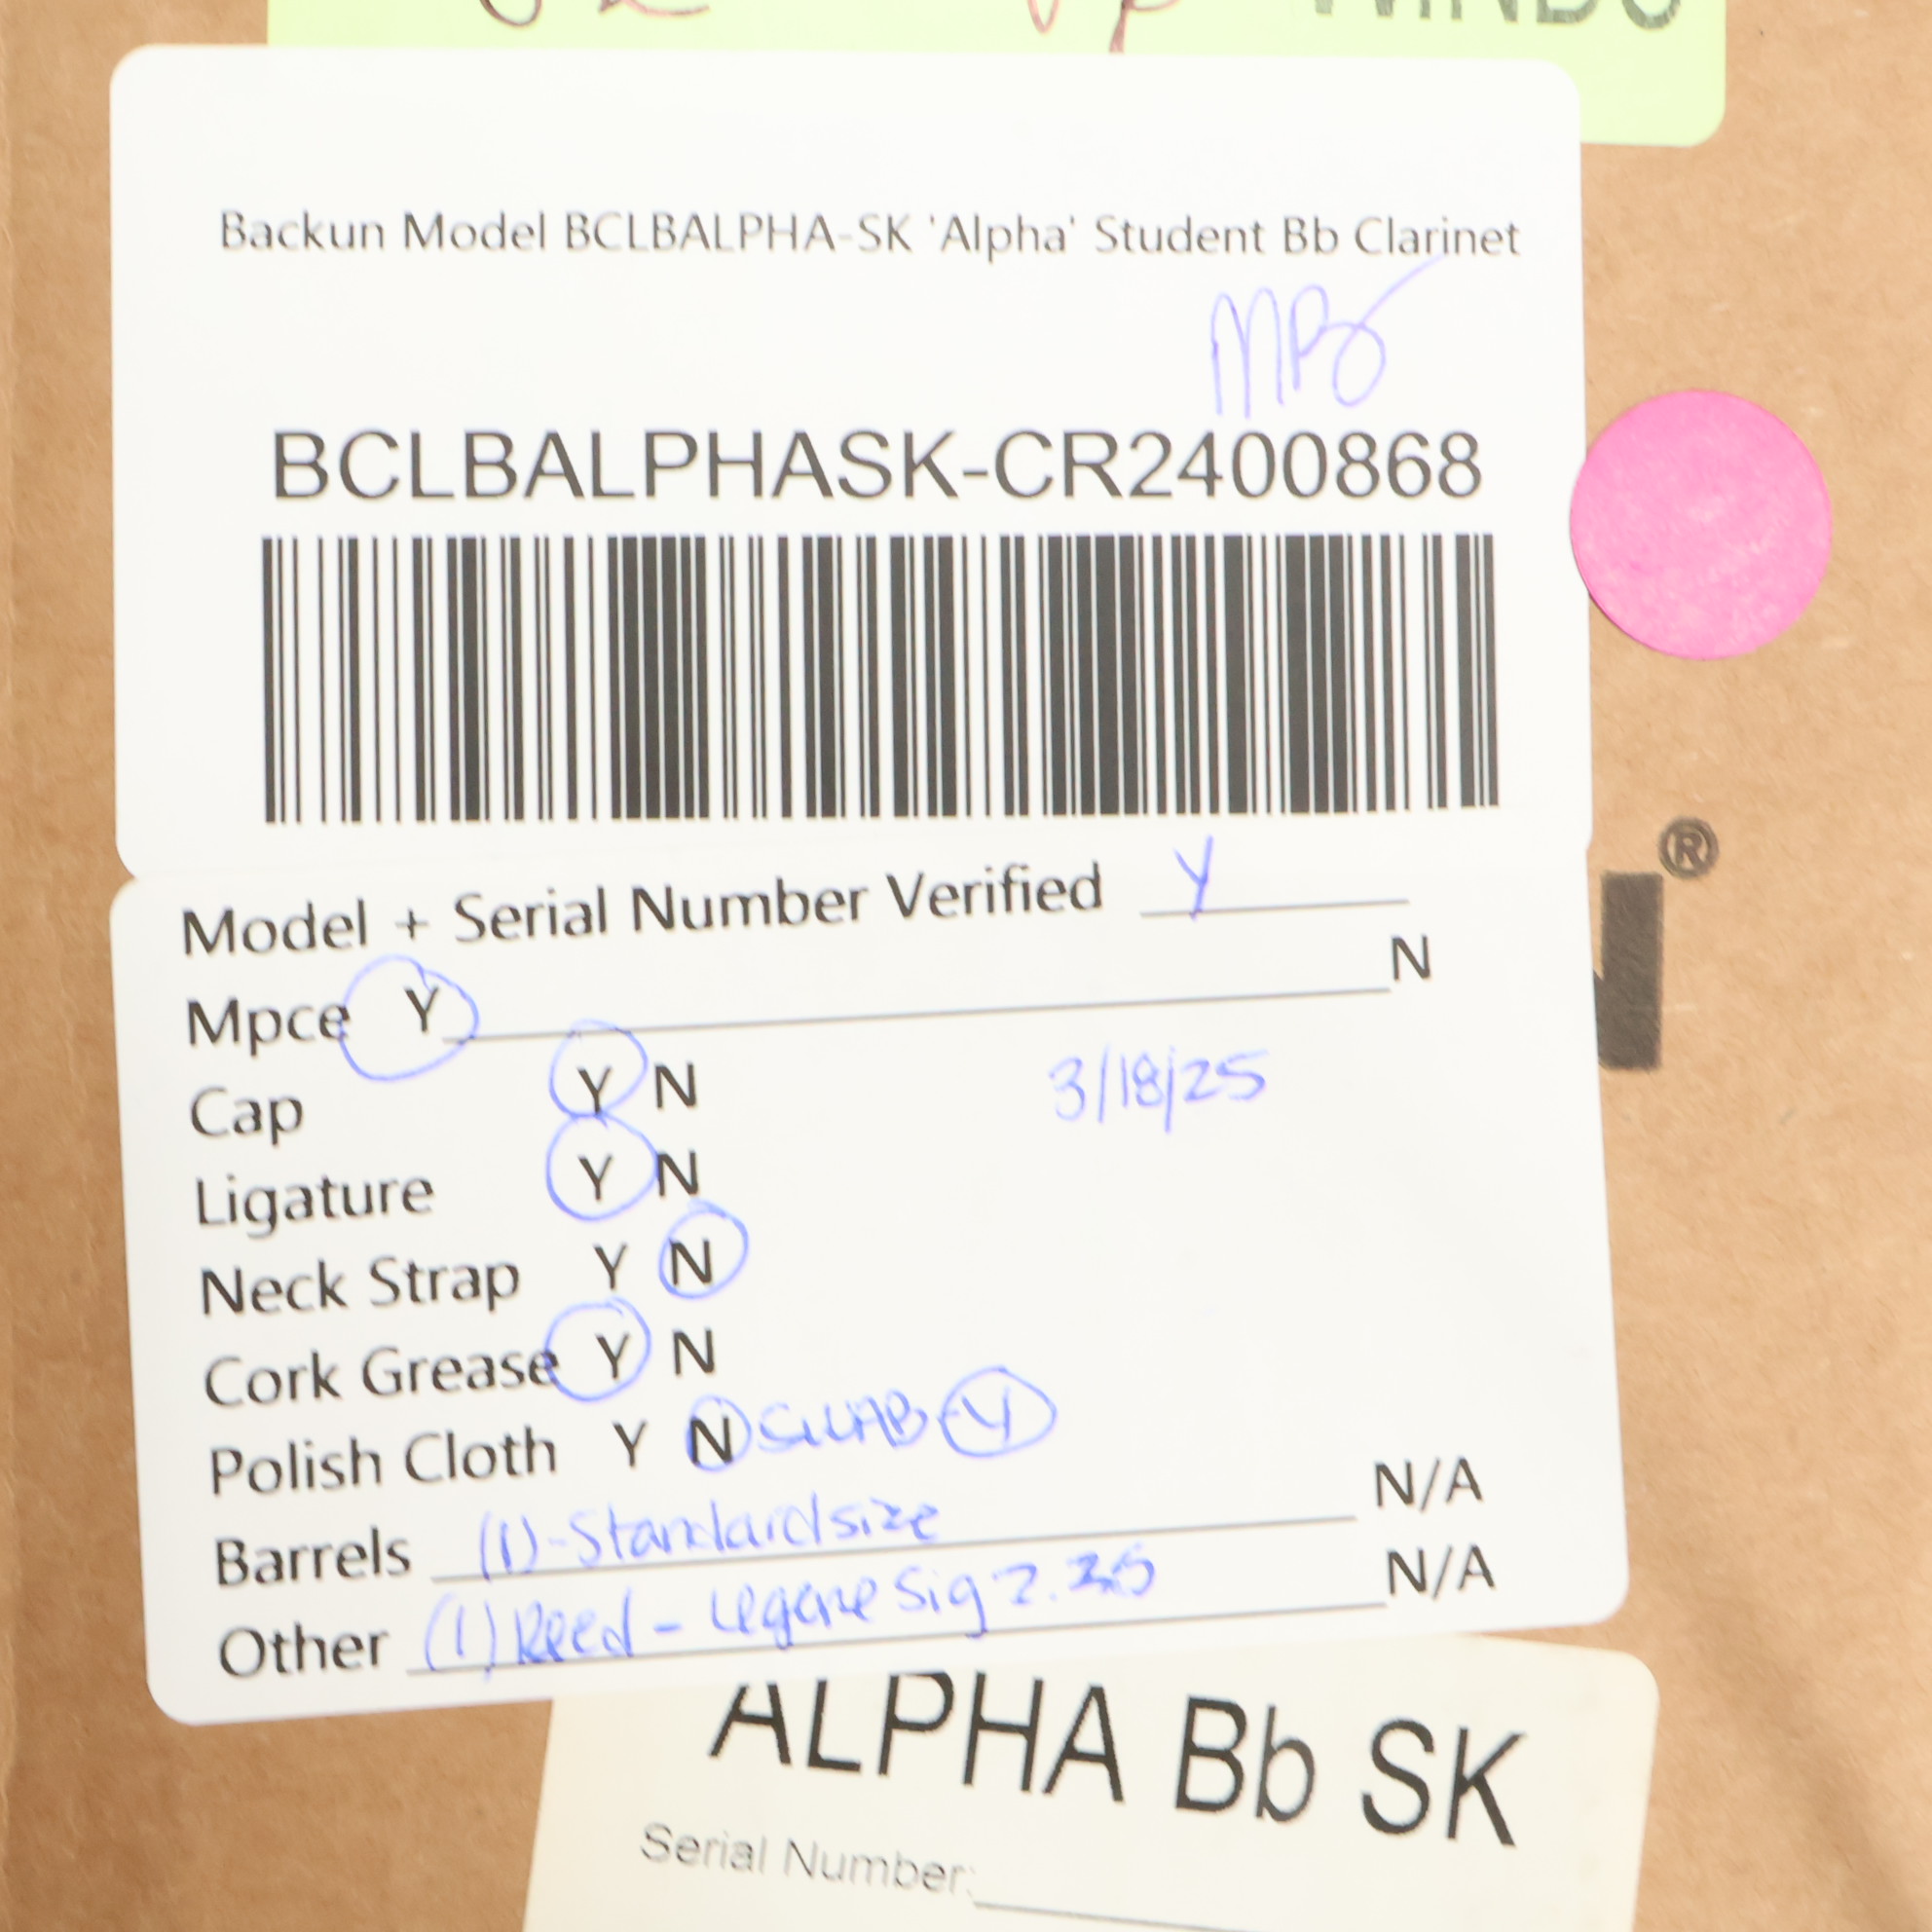 Backun Model BCLBALPHA-SK 'Alpha' Student Bb Clarinet
BCLBALPHASK-CR2400868
Model + Serial Number Verified Y
Mpce Y N
Cap Y N
3/18/25
Ligature Y N
Neck Strap Y N
Cork Grease Y N
Polish Cloth Y N SWAB Y
Barrels (1)-Standard size N/A
Other (1) Reed - Legere Sig 2.25 N/A
ALPHA Bb SK
Serial Number:
®